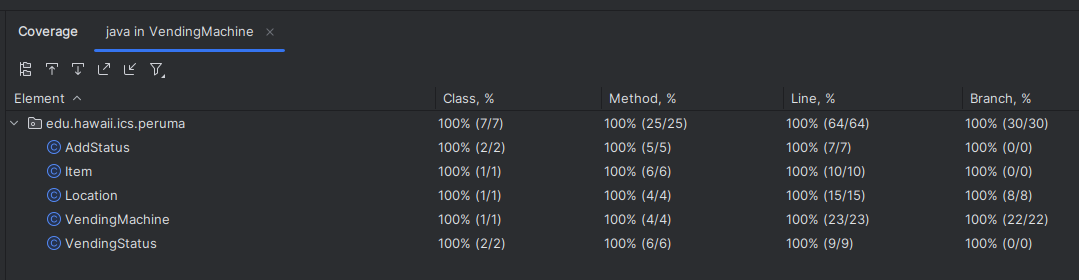 Coverage java in VendingMachine ×
Element Class, % Method, % Line, % Branch, %
edu.hawaii.ics.peruma 100% (7/7) 100% (25/25) 100% (64/64) 100% (30/30)
AddStatus 100% (2/2) 100% (5/5) 100% (7/7) 100% (0/0)
Item 100% (1/1) 100% (6/6) 100% (10/10) 100% (0/0)
Location 100% (1/1) 100% (4/4) 100% (15/15) 100% (8/8)
VendingMachine 100% (1/1) 100% (4/4) 100% (23/23) 100% (22/22)
VendingStatus 100% (2/2) 100% (6/6) 100% (9/9) 100% (0/0)